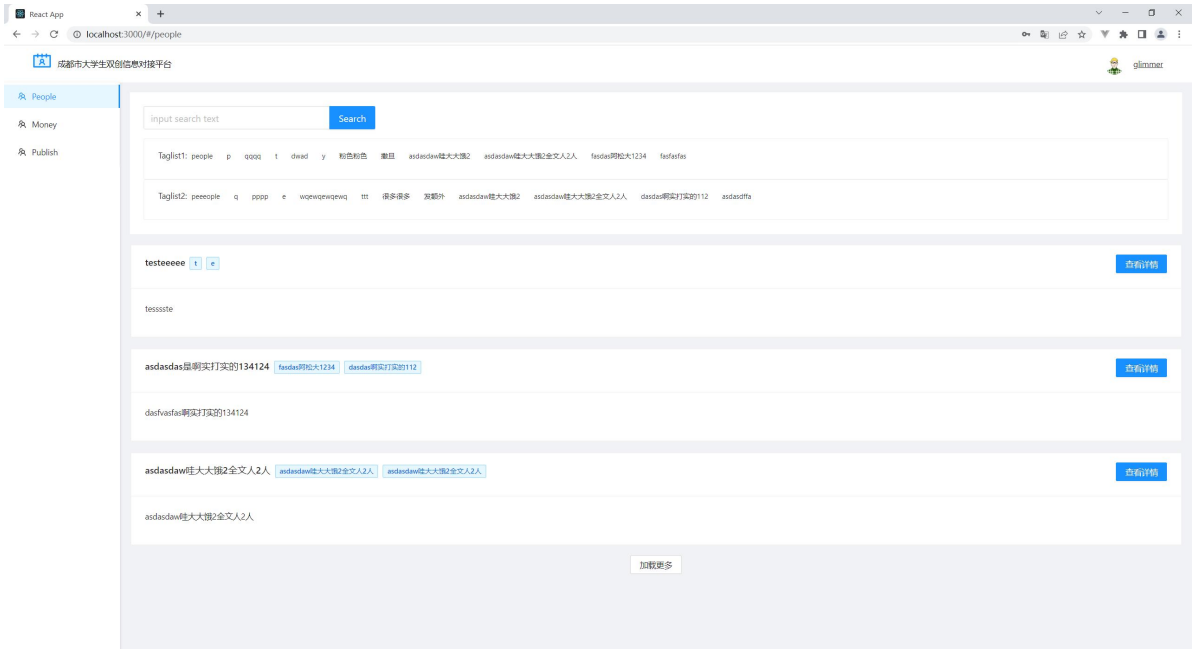 React App
localhost:3000/#/people
成都市大学生双创信息对接平台
glimmer
People
Money
Publish
input search text Search
Taglist1: people p qqqq t dwad y 粉色粉色 撒旦 asdasdaw哇大大饿2 asdasdaw哇大大饿2全文人2人 fasdas阿松大1234 fasfasfas
Taglist2: peeeople q pppp e wqewqewqewq ttt 很多很多 发额外 asdasdaw哇大大饿2 asdasdaw哇大大饿2全文人2人 dasdas啊实打实的112 asdasdffa
testeeeee t e 查看详情
tesssste
asdasdas是啊实打实的134124 fasdas阿松大1234 dasdas啊实打实的112 查看详情
dasfvasfas啊实打实的134124
asdasdaw哇大大饿2全文人2人 asdasdaw哇大大饿2全文人2人 asdasdaw哇大大饿2全文人2人 查看详情
asdasdaw哇大大饿2全文人2人
加载更多